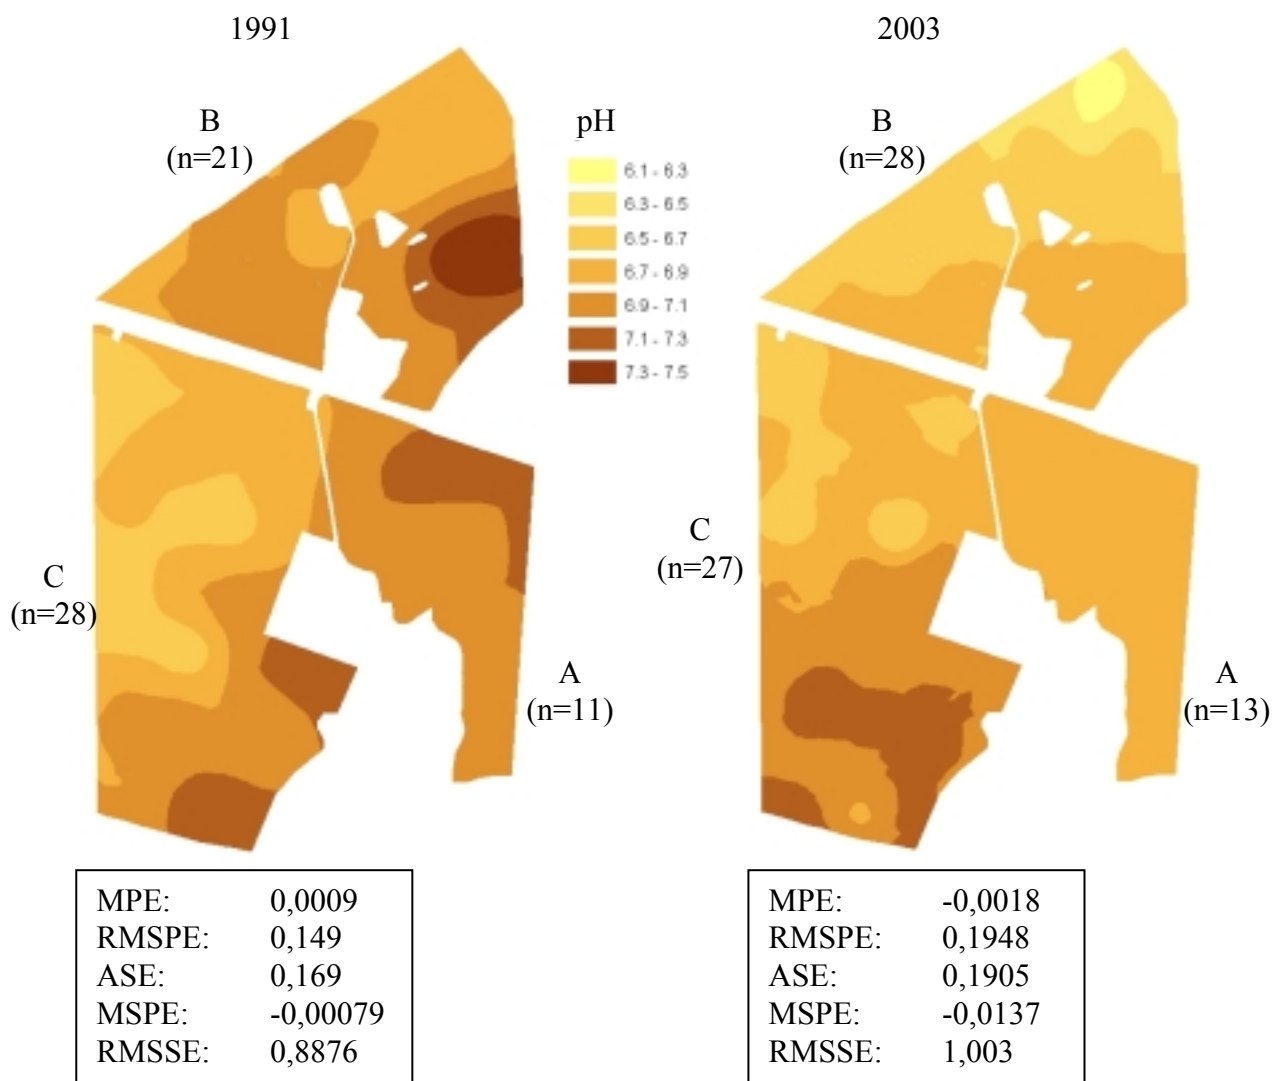 1991
2003
B
(n=21)
pH
6.1 - 6.3
6.3 - 6.5
6.5 - 6.7
6.7 - 6.9
6.9 - 7.1
7.1 - 7.3
7.3 - 7.5
B
(n=28)
C
(n=28)
A
(n=11)
C
(n=27)
A
(n=13)
MPE: 0,0009
RMSPE: 0,149
ASE: 0,169
MSPE: -0,00079
RMSSE: 0,8876
MPE: -0,0018
RMSPE: 0,1948
ASE: 0,1905
MSPE: -0,0137
RMSSE: 1,003